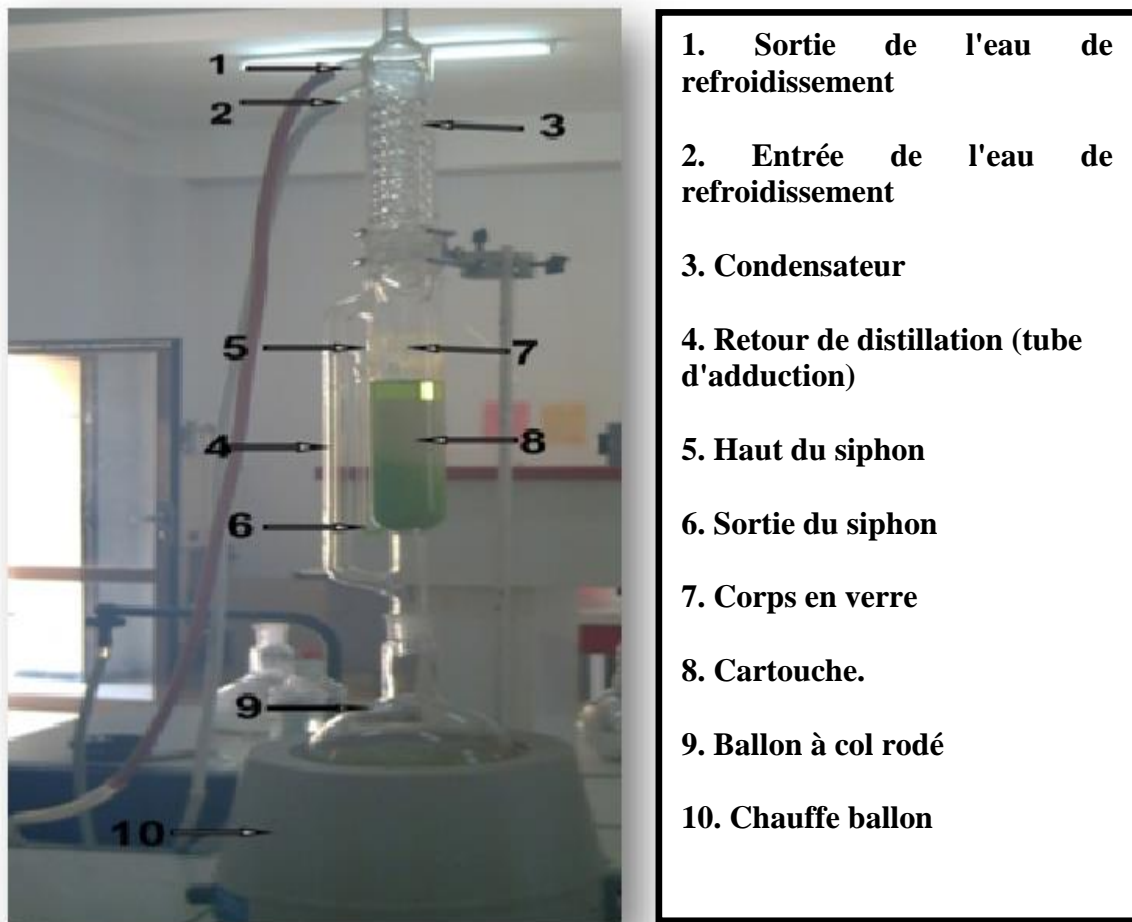 1
2
3
5
7
4
8
6
9
10
1. Sortie de l'eau de
refroidissement
2. Entrée de l'eau de
refroidissement
3. Condensateur
4. Retour de distillation (tube
d'adduction)
5. Haut du siphon
6. Sortie du siphon
7. Corps en verre
8. Cartouche.
9. Ballon à col rodé
10. Chauffe ballon